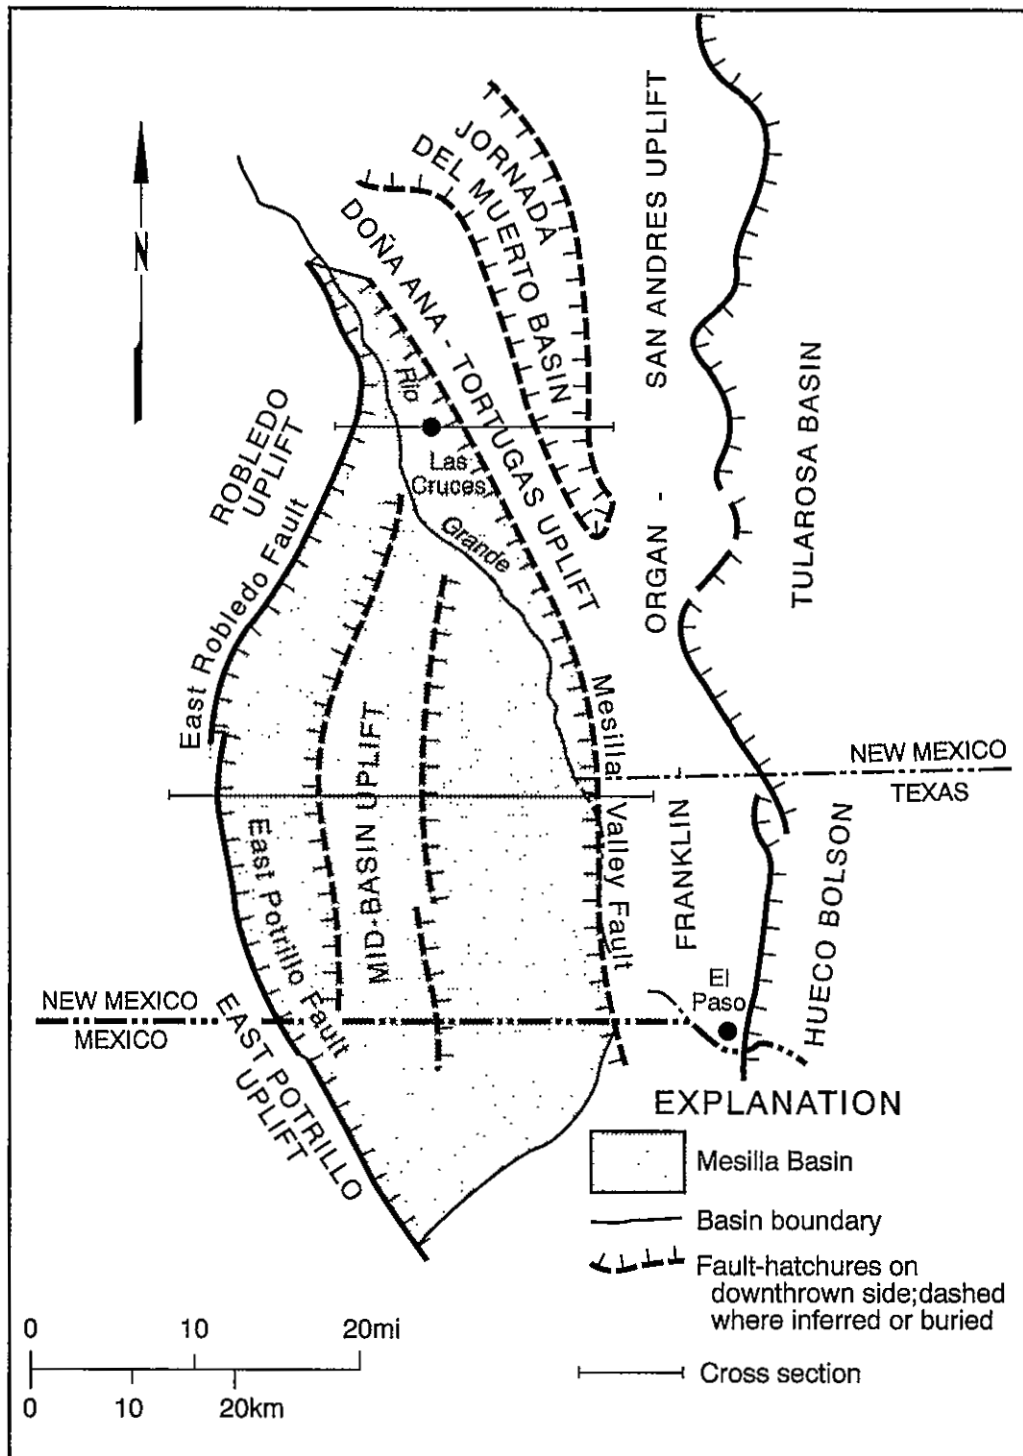 N
JORNADA
DEL MUERTO BASIN
DOÑA ANA - TORTUGAS UPLIFT
ORGAN - SAN ANDRES UPLIFT
TULAROSA BASIN
ROBLEDO
UPLIFT
Rio
Las
Cruces
Grande
East Robledo Fault
Mesilla Valley Fault
NEW MEXICO
TEXAS
MID-BASIN UPLIFT
East Potrillo Fault
FRANKLIN
HUECO BOLSON
El
Paso
NEW MEXICO
MEXICO
EAST POTRILLO
UPLIFT
EXPLANATION
Mesilla Basin
Basin boundary
Fault-hatchures on
downthrown side;dashed
where inferred or buried
Cross section
0 10 20mi
0 10 20km